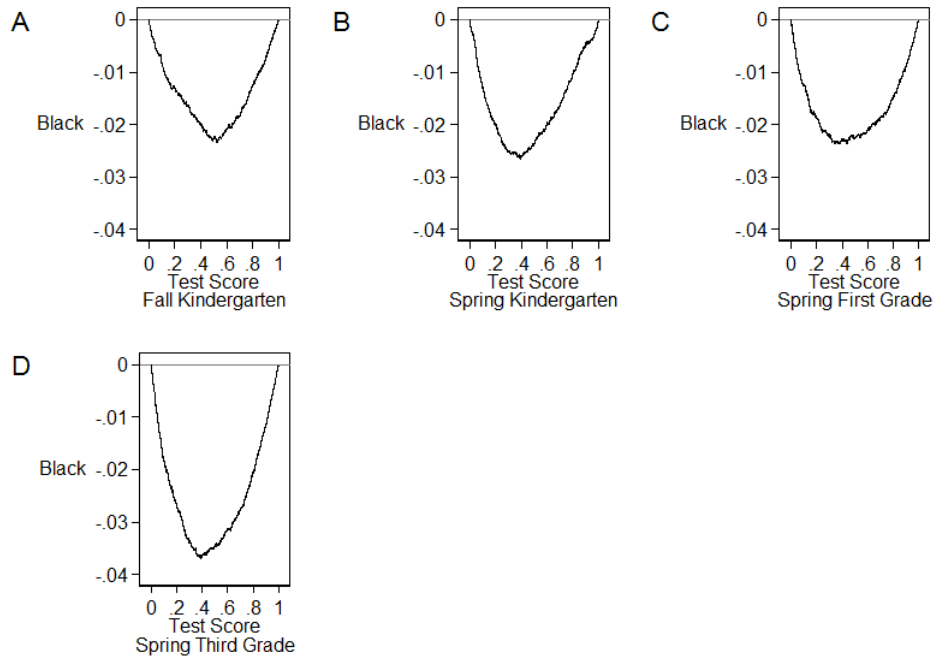 A
0
-.01
Black -.02
-.03
-.04
0 .2 .4 .6 .8 1
Test Score
Fall Kindergarten
B
0
-.01
Black -.02
-.03
-.04
0 .2 .4 .6 .8 1
Test Score
Spring Kindergarten
C
0
-.01
Black -.02
-.03
-.04
0 .2 .4 .6 .8 1
Test Score
Spring First Grade
D
0
-.01
Black -.02
-.03
-.04
0 .2 .4 .6 .8 1
Test Score
Spring Third Grade